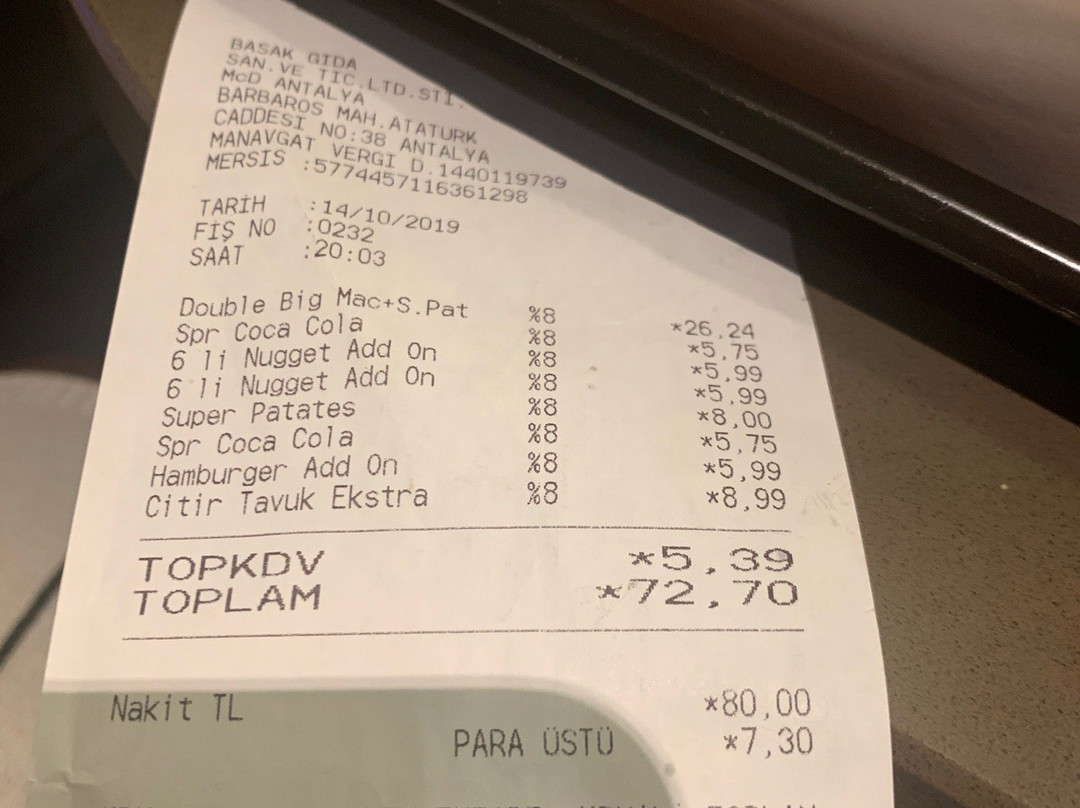 BASAK GIDA
SAN.VE TIC.LTD.STI.
McD ANTALYA
BARBAROS MAH.ATATURK
CADDESI NO:38 ANTALYA
MANAVGAT VERGI D.1440119739
MERSIS :5774457116361298
TARİH :14/10/2019
FİŞ NO :0232
SAAT :20:03
Double Big Mac+S.Pat %8 *26,24
Spr Coca Cola %8 *5,75
6 li Nugget Add On %8 *5,99
6 li Nugget Add On %8 *5,99
Super Patates %8 *8,00
Spr Coca Cola %8 *5,75
Hamburger Add On %8 *5,99
Citir Tavuk Ekstra %8 *8,99
TOPKDV *5,39
TOPLAM *72,70
Nakit TL *80,00
PARA ÜSTÜ *7,30